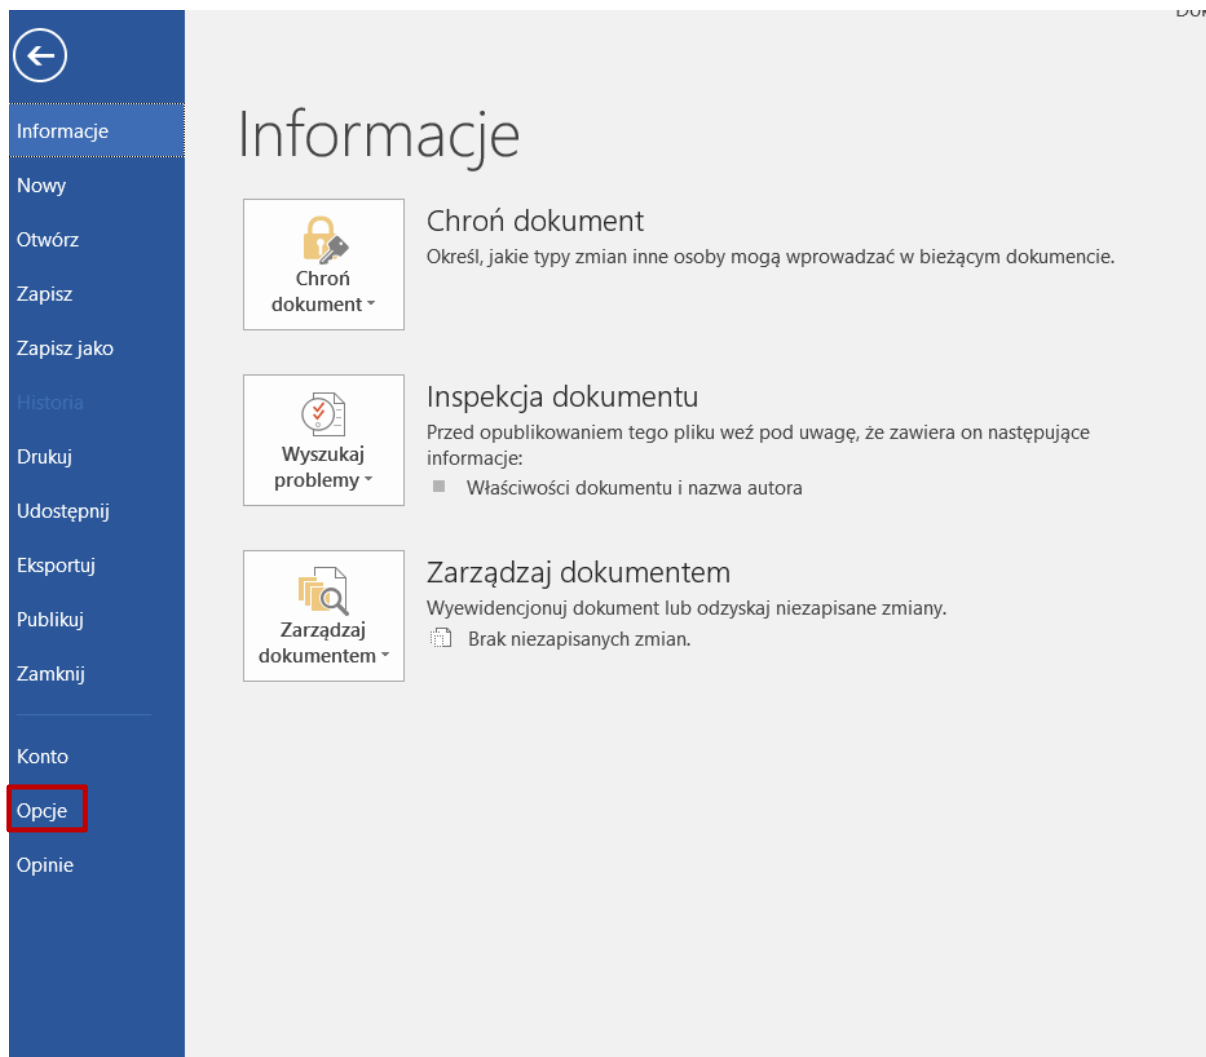 Informacje
Nowy
Otwórz
Zapisz
Zapisz jako
Historia
Drukuj
Udostępnij
Eksportuj
Publikuj
Zamknij
Konto
Opcje
Opinie
Informacje
Chroń
dokument
Chroń dokument
Określ, jakie typy zmian inne osoby mogą wprowadzać w bieżącym dokumencie.
Wyszukaj
problemy
Inspekcja dokumentu
Przed opublikowaniem tego pliku weź pod uwagę, że zawiera on następujące
informacje:
Właściwości dokumentu i nazwa autora
Zarządzaj
dokumentem
Zarządzaj dokumentem
Wyewidencjonuj dokument lub odzyskaj niezapisane zmiany.
Brak niezapisanych zmian.